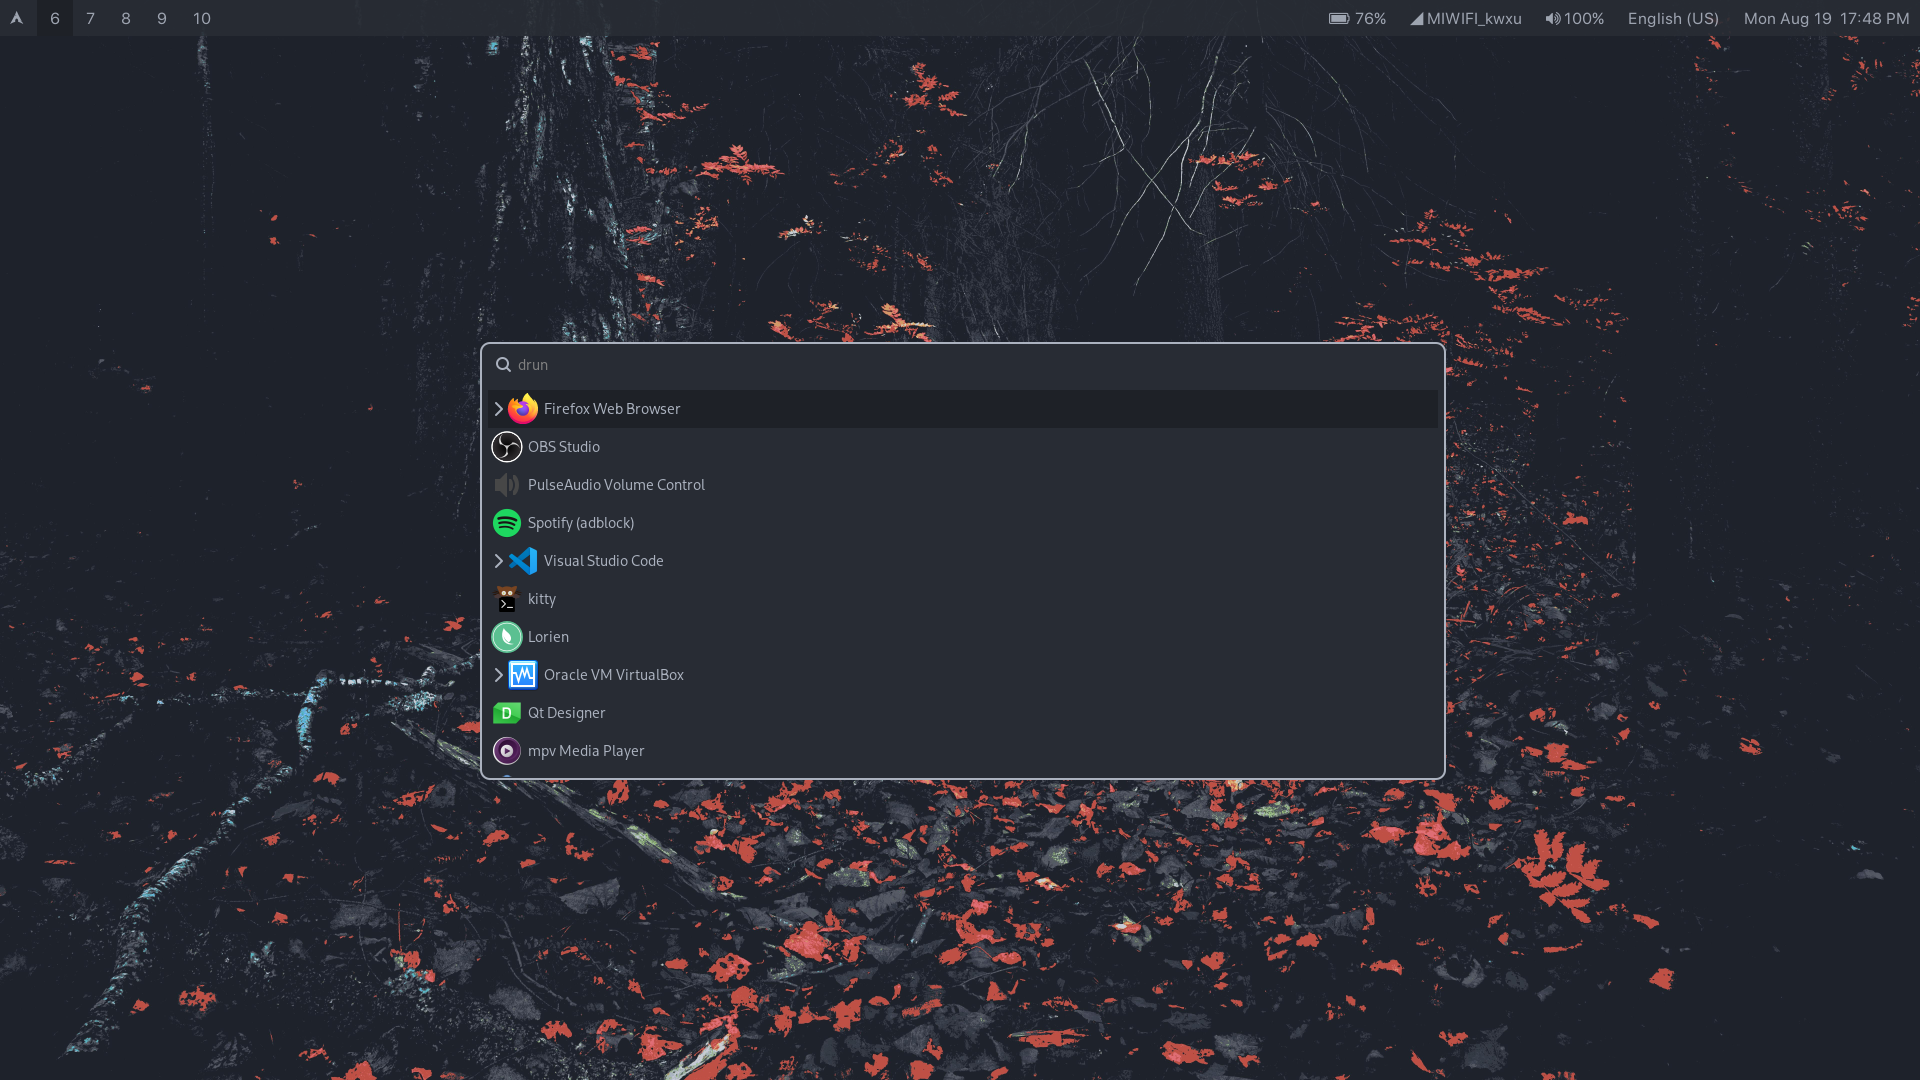 6 7 8 9 10 76% MIWIFI_kwxu 100% English (US) Mon Aug 19 17:48 PM
drun
Firefox Web Browser
OBS Studio
PulseAudio Volume Control
Spotify (adblock)
Visual Studio Code
kitty
Lorien
Oracle VM VirtualBox
Qt Designer
mpv Media Player